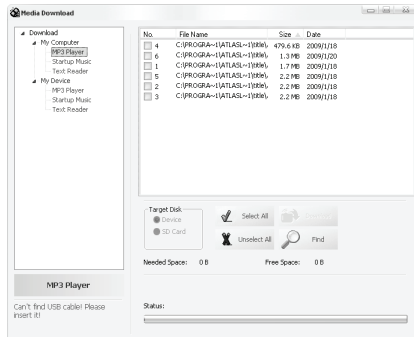 Media Download
Download
My Computer
MP3 Player
Startup Music
Text Reader
My Device
MP3 Player
Startup Music
Text Reader
No. File Name Size Date
4 C:\PROGRA~1\ATLASL~1\title\, 479.6 KB 2009/1/18
6 C:\PROGRA~1\ATLASL~1\title\, 1.3 MB 2009/1/20
1 C:\PROGRA~1\ATLASL~1\title\, 1.7 MB 2009/1/18
5 C:\PROGRA~1\ATLASL~1\title\, 2.2 MB 2009/1/18
2 C:\PROGRA~1\ATLASL~1\title\, 2.2 MB 2009/1/18
3 C:\PROGRA~1\ATLASL~1\title\, 2.2 MB 2009/1/18
Target Disk
Device
SD Card
Select All
Unselect All
Find
Needed Space: 0 B Free Space: 0 B
MP3 Player
Can't find USB cable! Please
insert it!
Status: